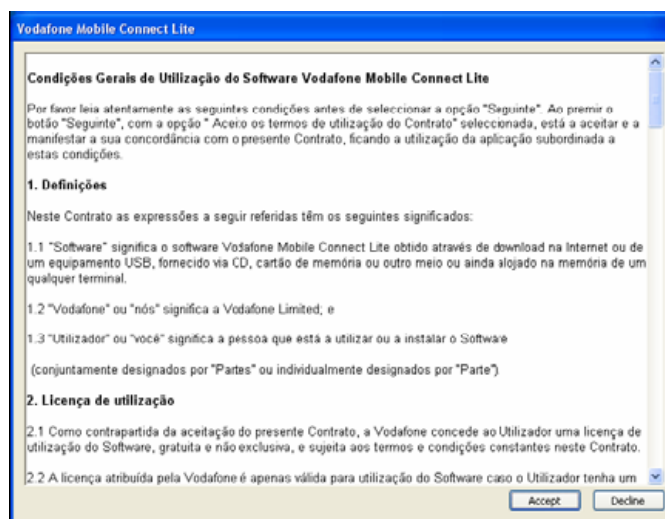 Vodafone Mobile Connect Lite
Condições Gerais de Utilização do Software Vodafone Mobile Connect Lite
Por favor leia atentamente as seguintes condições antes de seleccionar a opção "Seguinte". Ao premir o
botão "Seguinte", com a opção " Aceito os termos de utilização do Contrato" seleccionada, está a aceitar e a
manifestar a sua concordância com o presente Contrato, ficando a utilização da aplicação subordinada a
estas condições.
1. Definições
Neste Contrato as expressões a seguir referidas têm os seguintes significados:
1.1 "Software" significa o software Vodafone Mobile Connect Lite obtido através de download na Internet ou de
um equipamento USB, fornecido via CD, cartão de memória ou outro meio ou ainda alojado na memória de um
qualquer terminal.
1.2 "Vodafone" ou "nós" significa a Vodafone Limited; e
1.3 "Utilizador" ou "você" significa a pessoa que está a utilizar ou a instalar o Software
(conjuntamente designados por "Partes" ou individualmente designados por "Parte")
2. Licença de utilização
2.1 Como contrapartida da aceitação do presente Contrato, a Vodafone concede ao Utilizador uma licença de
utilização do Software, gratuita e não exclusiva, e sujeita aos termos e condições constantes neste Contrato.
2.2 A licença atribuída pela Vodafone é apenas válida para utilização do Software caso o Utilizador tenha um
Accept
Decline